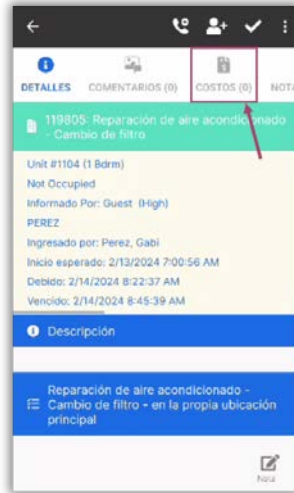 DETALLES COMENTARIOS (0) COSTOS (0) NOTA
119805: Reparación de aire acondicionado
- Cambio de filtro
Unit #1104 (1 Bdrm)
Not Occupied
Informado Por: Guest (High)
PEREZ
Ingresado por: Perez, Gabi
Inicio esperado: 2/13/2024 7:00:56 AM
Debido: 2/14/2024 8:22:37 AM
Vencido: 2/14/2024 8:45:39 AM
Descripción
Reparación de aire acondicionado -
Cambio de filtro - en la propia ubicación
principal
Nota